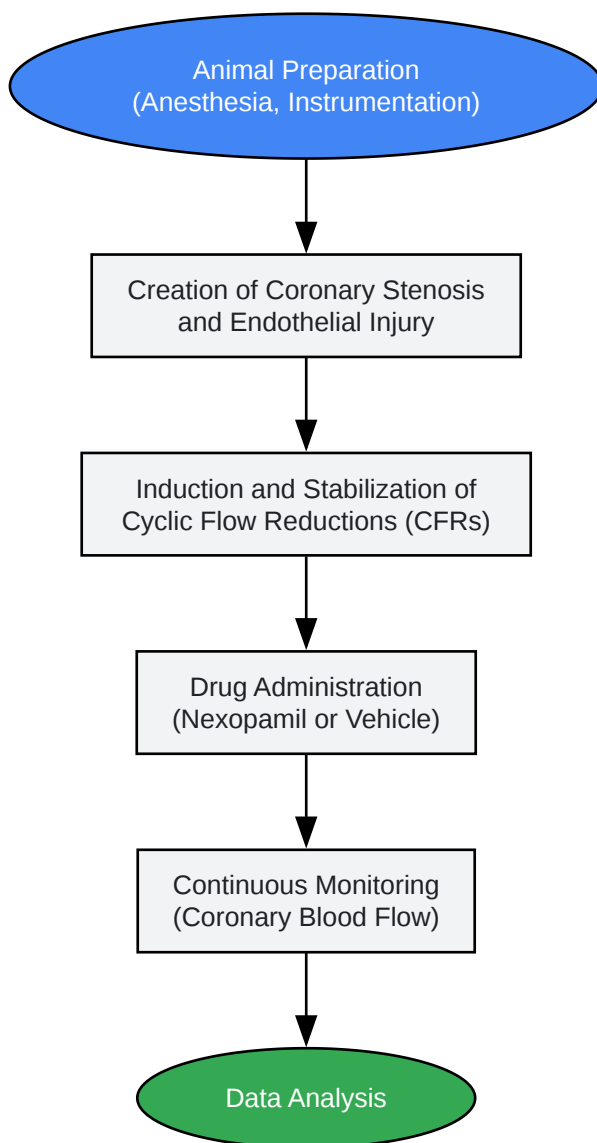 Animal Preparation
(Anesthesia, Instrumentation)
Creation of Coronary Stenosis
and Endothelial Injury
Induction and Stabilization of
Cyclic Flow Reductions (CFRs)
Drug Administration
(Nexopamil or Vehicle)
Continuous Monitoring
(Coronary Blood Flow)
Data Analysis